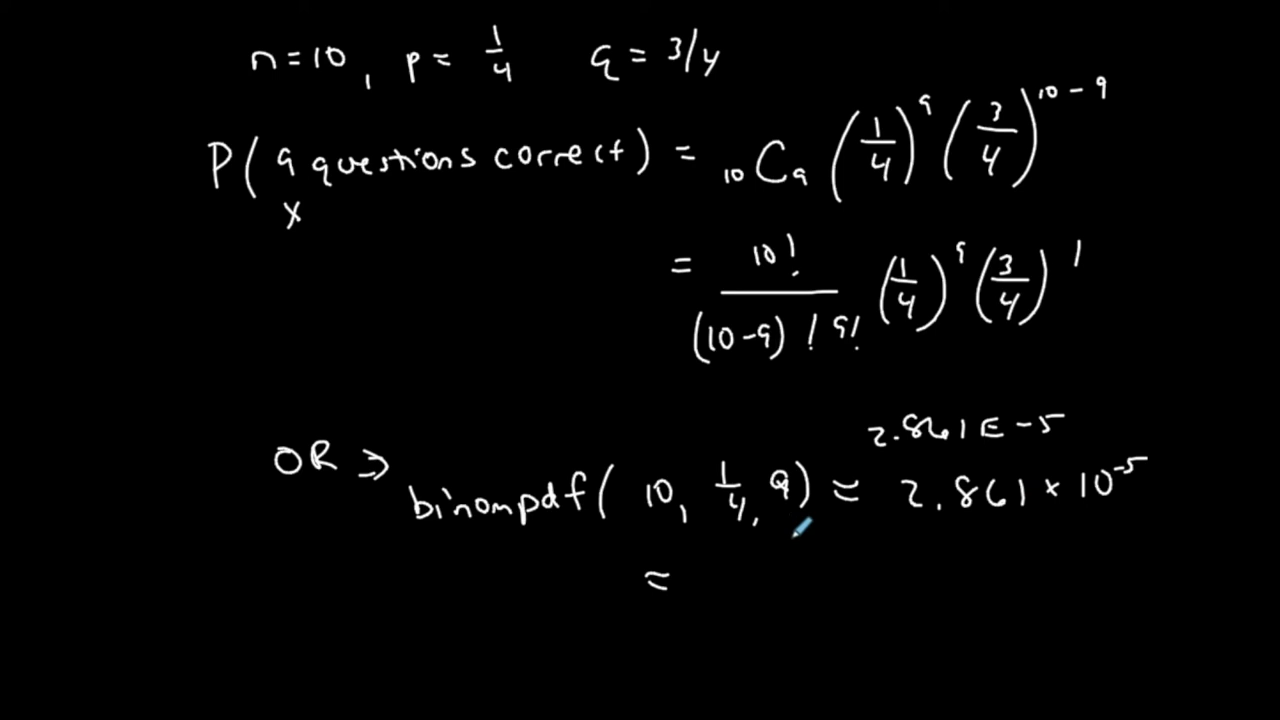 n = 10, p = 1/4 q = 3/4
P( 9 questions correct ) = ₁₀C₉ (1/4)⁹ (3/4)¹⁰⁻⁹
x
= 10! / (10-9)! 9! (1/4)⁹ (3/4)¹
2.861E-5
OR ⇒ binompdf( 10, 1/4, 9) ≈ 2.861 × 10⁻⁵
≈